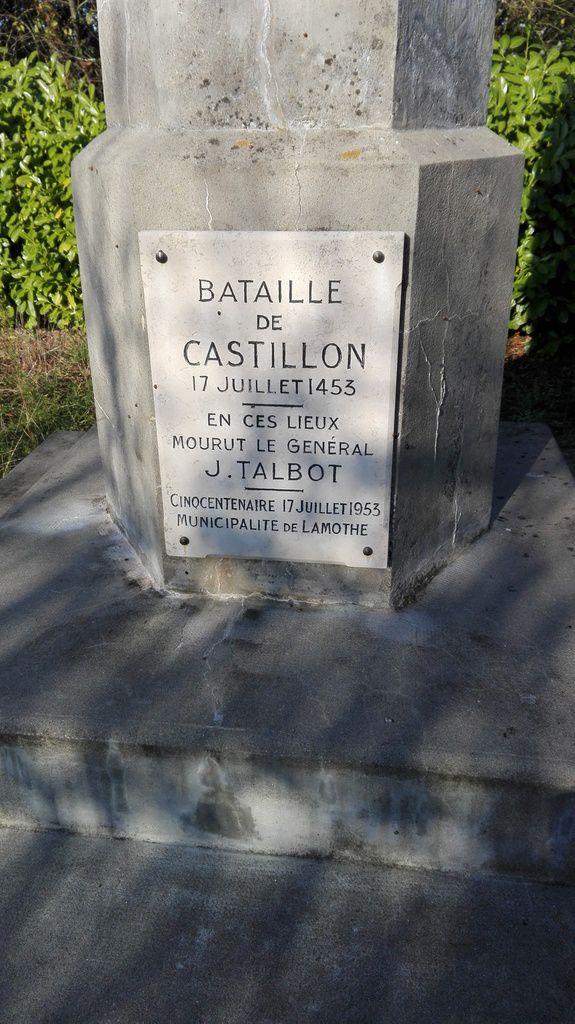 BATAILLE
DE
CASTILLON
17 JUILLET 1453
EN CES LIEUX
MOURUT LE GENÉRAL
J. TALBOT
CINQCENTENAIRE 17 JUILLET 1953
MUNICIPALITE DE LAMOTHE